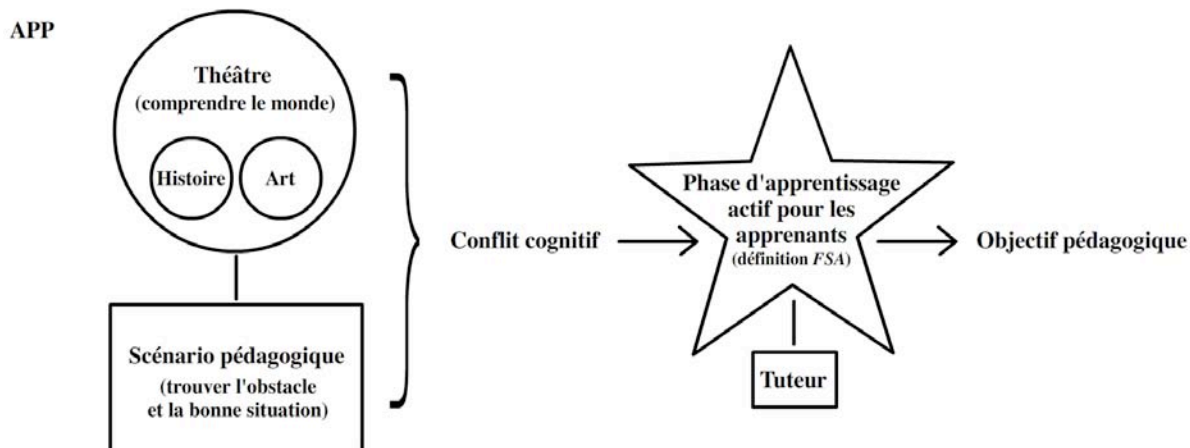 APP
Théâtre
(comprendre le monde)
Histoire
Art
Scénario pédagogique
(trouver l'obstacle
et la bonne situation)
Conflit cognitif
Phase d'apprentissage
actif pour les
apprenants
(définition FSA)
Tuteur
Objectif pédagogique